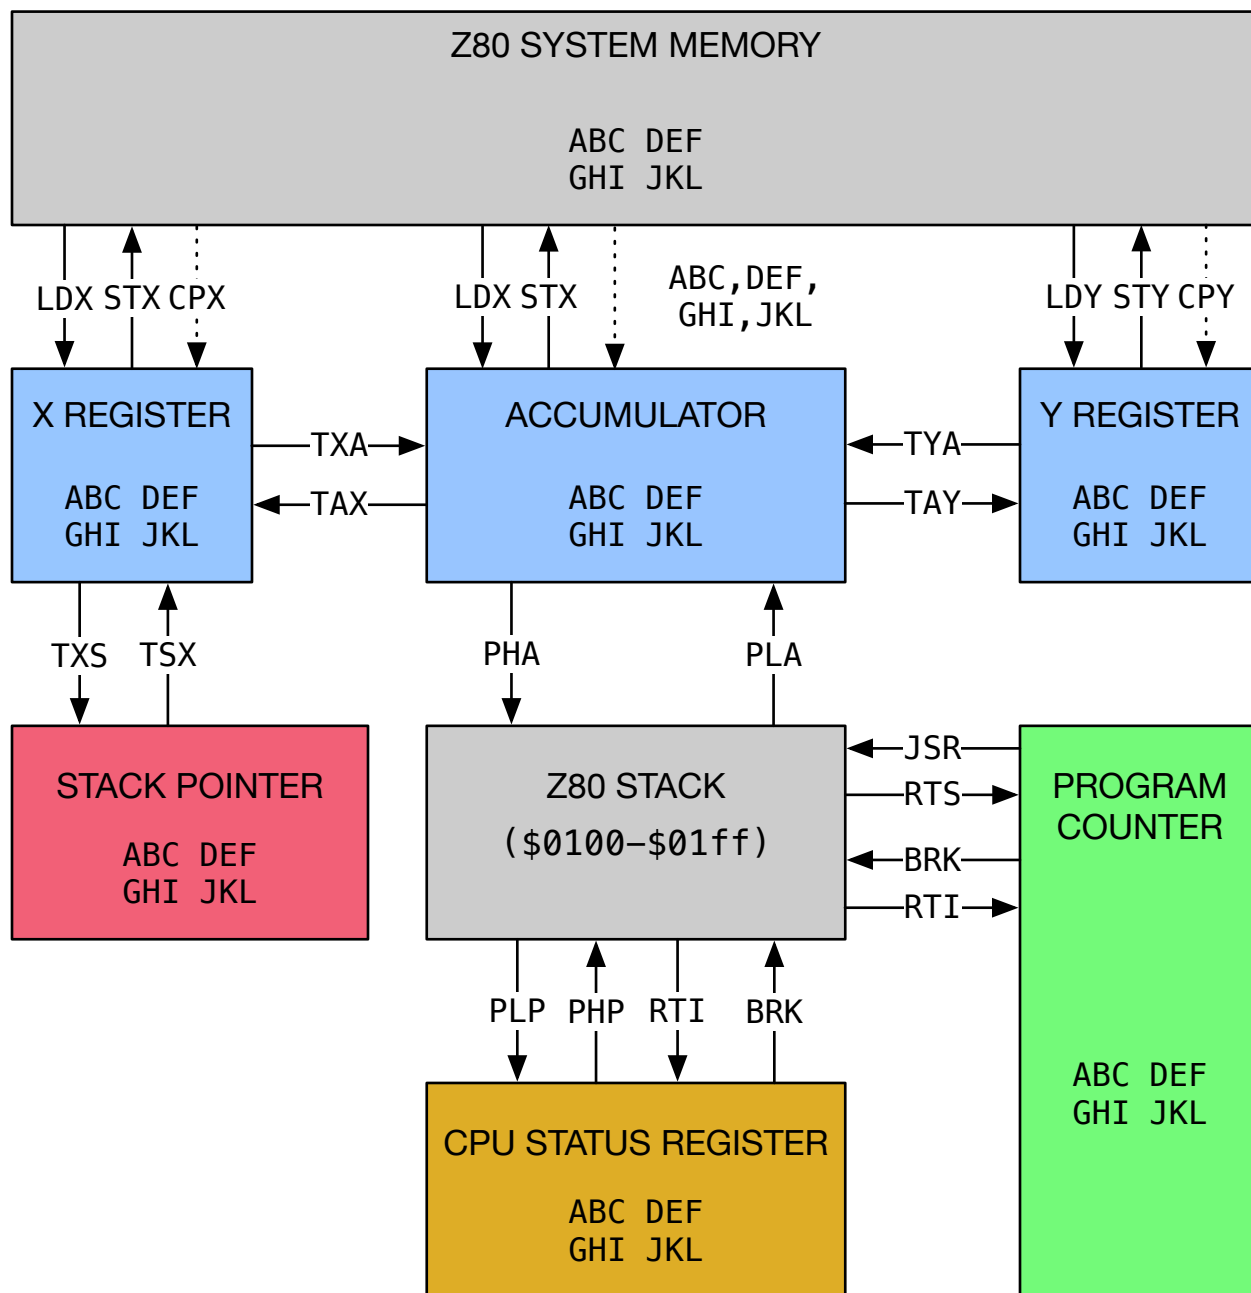 Z80 SYSTEM MEMORY
ABC DEF
GHI JKL
LDX STX CPX
LDX STX
ABC,DEF,
GHI,JKL
LDY STY CPY
X REGISTER
ABC DEF
GHI JKL
TXA
TAX
ACCUMULATOR
ABC DEF
GHI JKL
TYA
TAY
Y REGISTER
ABC DEF
GHI JKL
TXS TSX
PHA PLA
STACK POINTER
ABC DEF
GHI JKL
Z80 STACK
($0100–$01ff)
JSR
RTS
BRK
RTI
PROGRAM
COUNTER
ABC DEF
GHI JKL
PLP PHP RTI BRK
CPU STATUS REGISTER
ABC DEF
GHI JKL